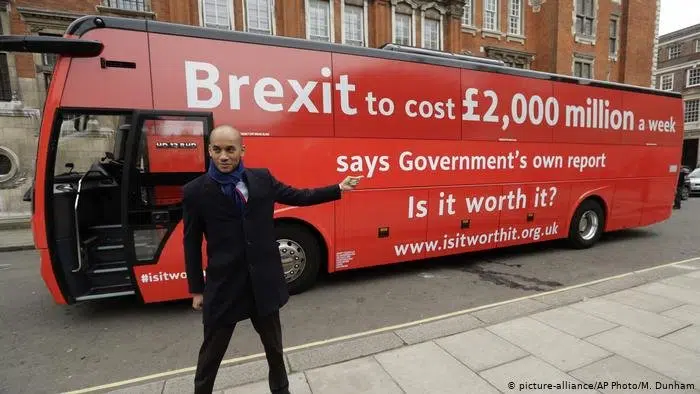 Brexit to cost £2,000 million a week
says Government's own report
Is it worth it?
www.isitworthit.org.uk
#isitwor
© picture-alliance/AP Photo/M. Dunham